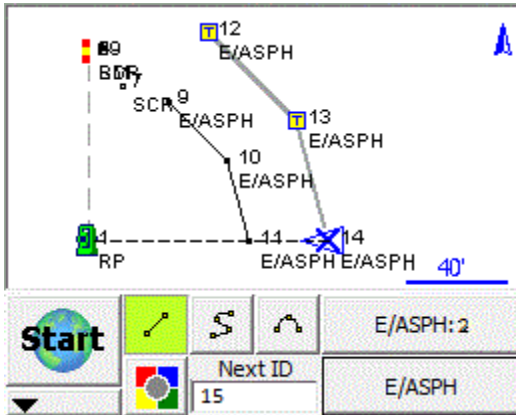 12
E/ASPH
BDR
7
SCR
9
E/ASPH
13
E/ASPH
10
E/ASPH
1
RP
11
E/ASPH
14
E/ASPH
40'
Start
E/ASPH: 2
Next ID
15
E/ASPH